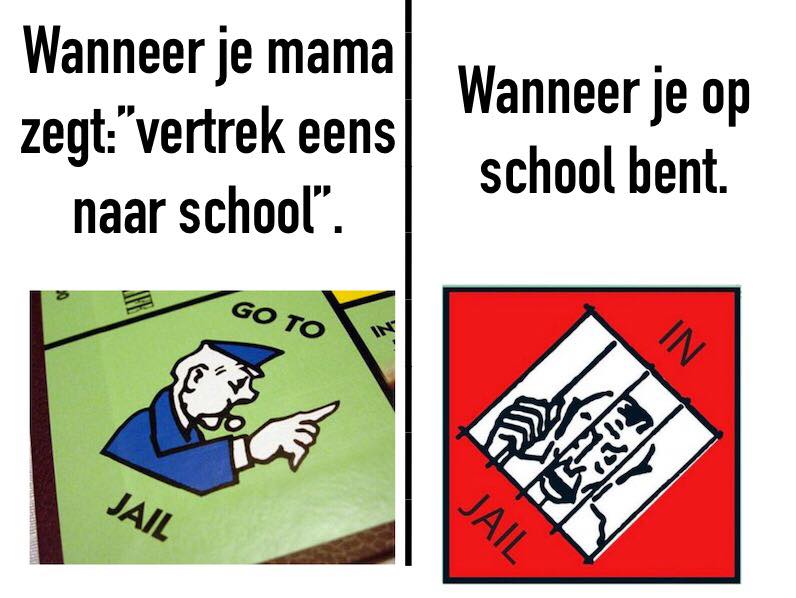 Wanneer je mama
zegt:”vertrek eens
naar school”.
GO TO
JAIL
Wanneer je op
school bent.
IN
JAIL